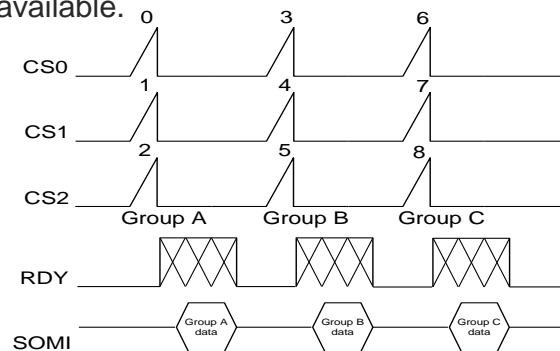 available.
0 3 6
CS0
1 4 7
CS1
2 5 8
CS2
Group A Group B Group C
RDY
Group A data Group B data Group C data
SOMI